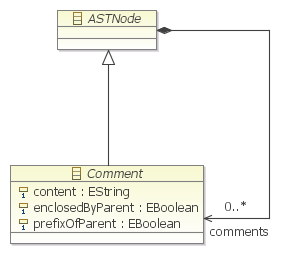 ASTNode
Comment
content : EString
enclosedByParent : EBoolean
prefixOfParent : EBoolean
0..*
comments